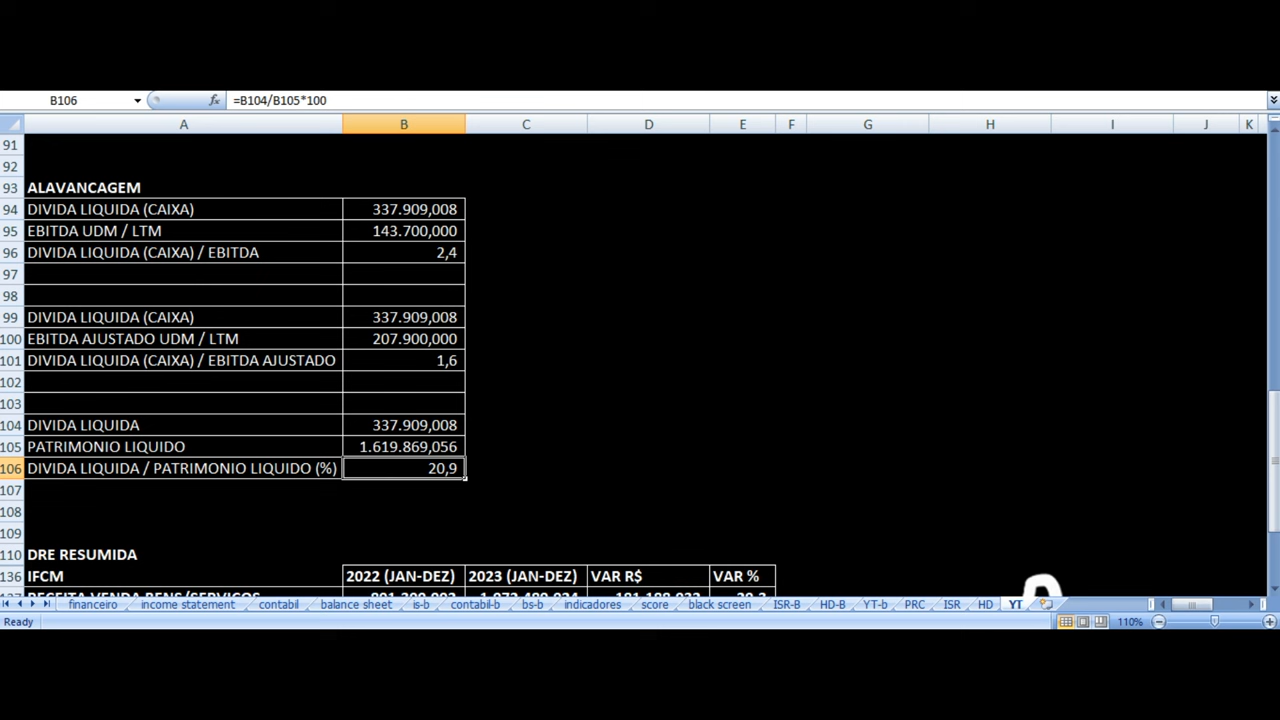 B106 fx =B104/B105*100
A B C D E F G H I J K
91
92
93 ALAVANCAGEM
94 DIVIDA LIQUIDA (CAIXA) 337.909,008
95 EBITDA UDM / LTM 143.700,000
96 DIVIDA LIQUIDA (CAIXA) / EBITDA 2,4
97
98
99 DIVIDA LIQUIDA (CAIXA) 337.909,008
100 EBITDA AJUSTADO UDM / LTM 207.900,000
101 DIVIDA LIQUIDA (CAIXA) / EBITDA AJUSTADO 1,6
102
103
104 DIVIDA LIQUIDA 337.909,008
105 PATRIMONIO LIQUIDO 1.619.869,056
106 DIVIDA LIQUIDA / PATRIMONIO LIQUIDO (%) 20,9
107
108
109
110 DRE RESUMIDA
136 IFCM 2022 (JAN-DEZ) 2023 (JAN-DEZ) VAR R$ VAR %
RECEITA VENDA BENS/SERVIÇOS
financeiro income statement contabil balance sheet is-b contabil-b bs-b indicadores score black screen ISR-B HD-B YT-b PRC ISR HD YT
Ready 110%